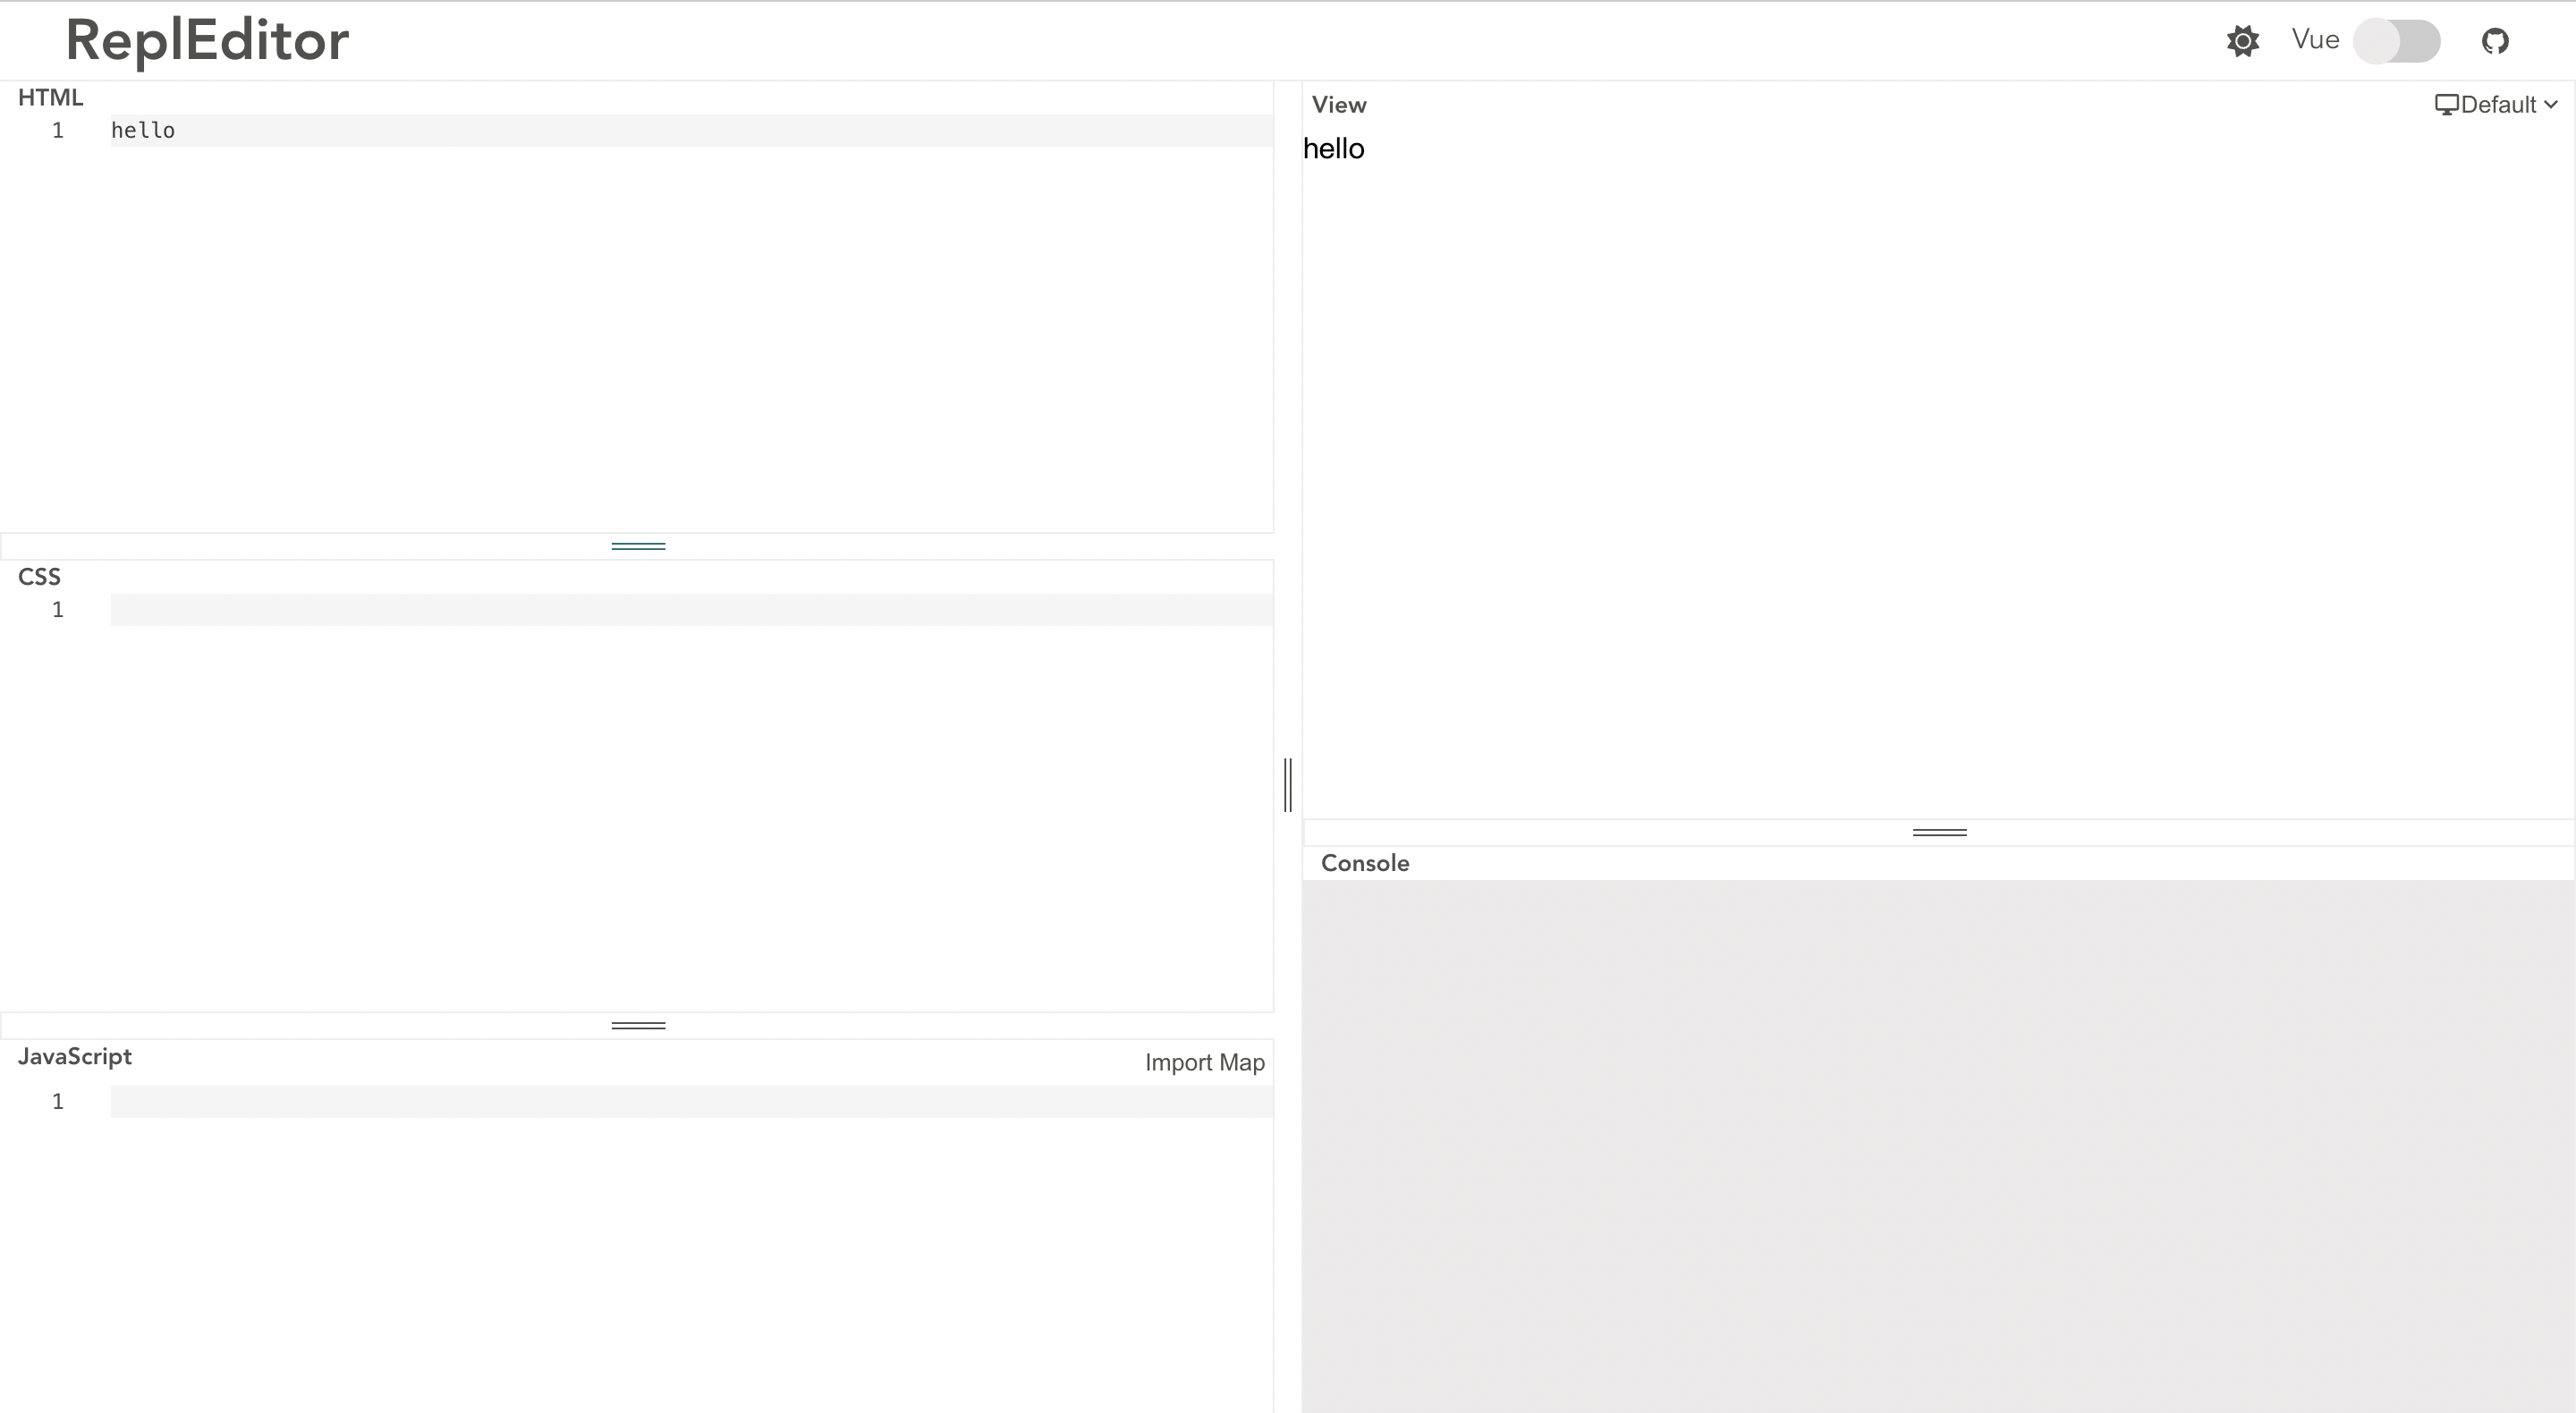 ReplEditor
Vue
HTML
1 hello
CSS
1
JavaScript
Import Map
1
View
Default
hello
Console